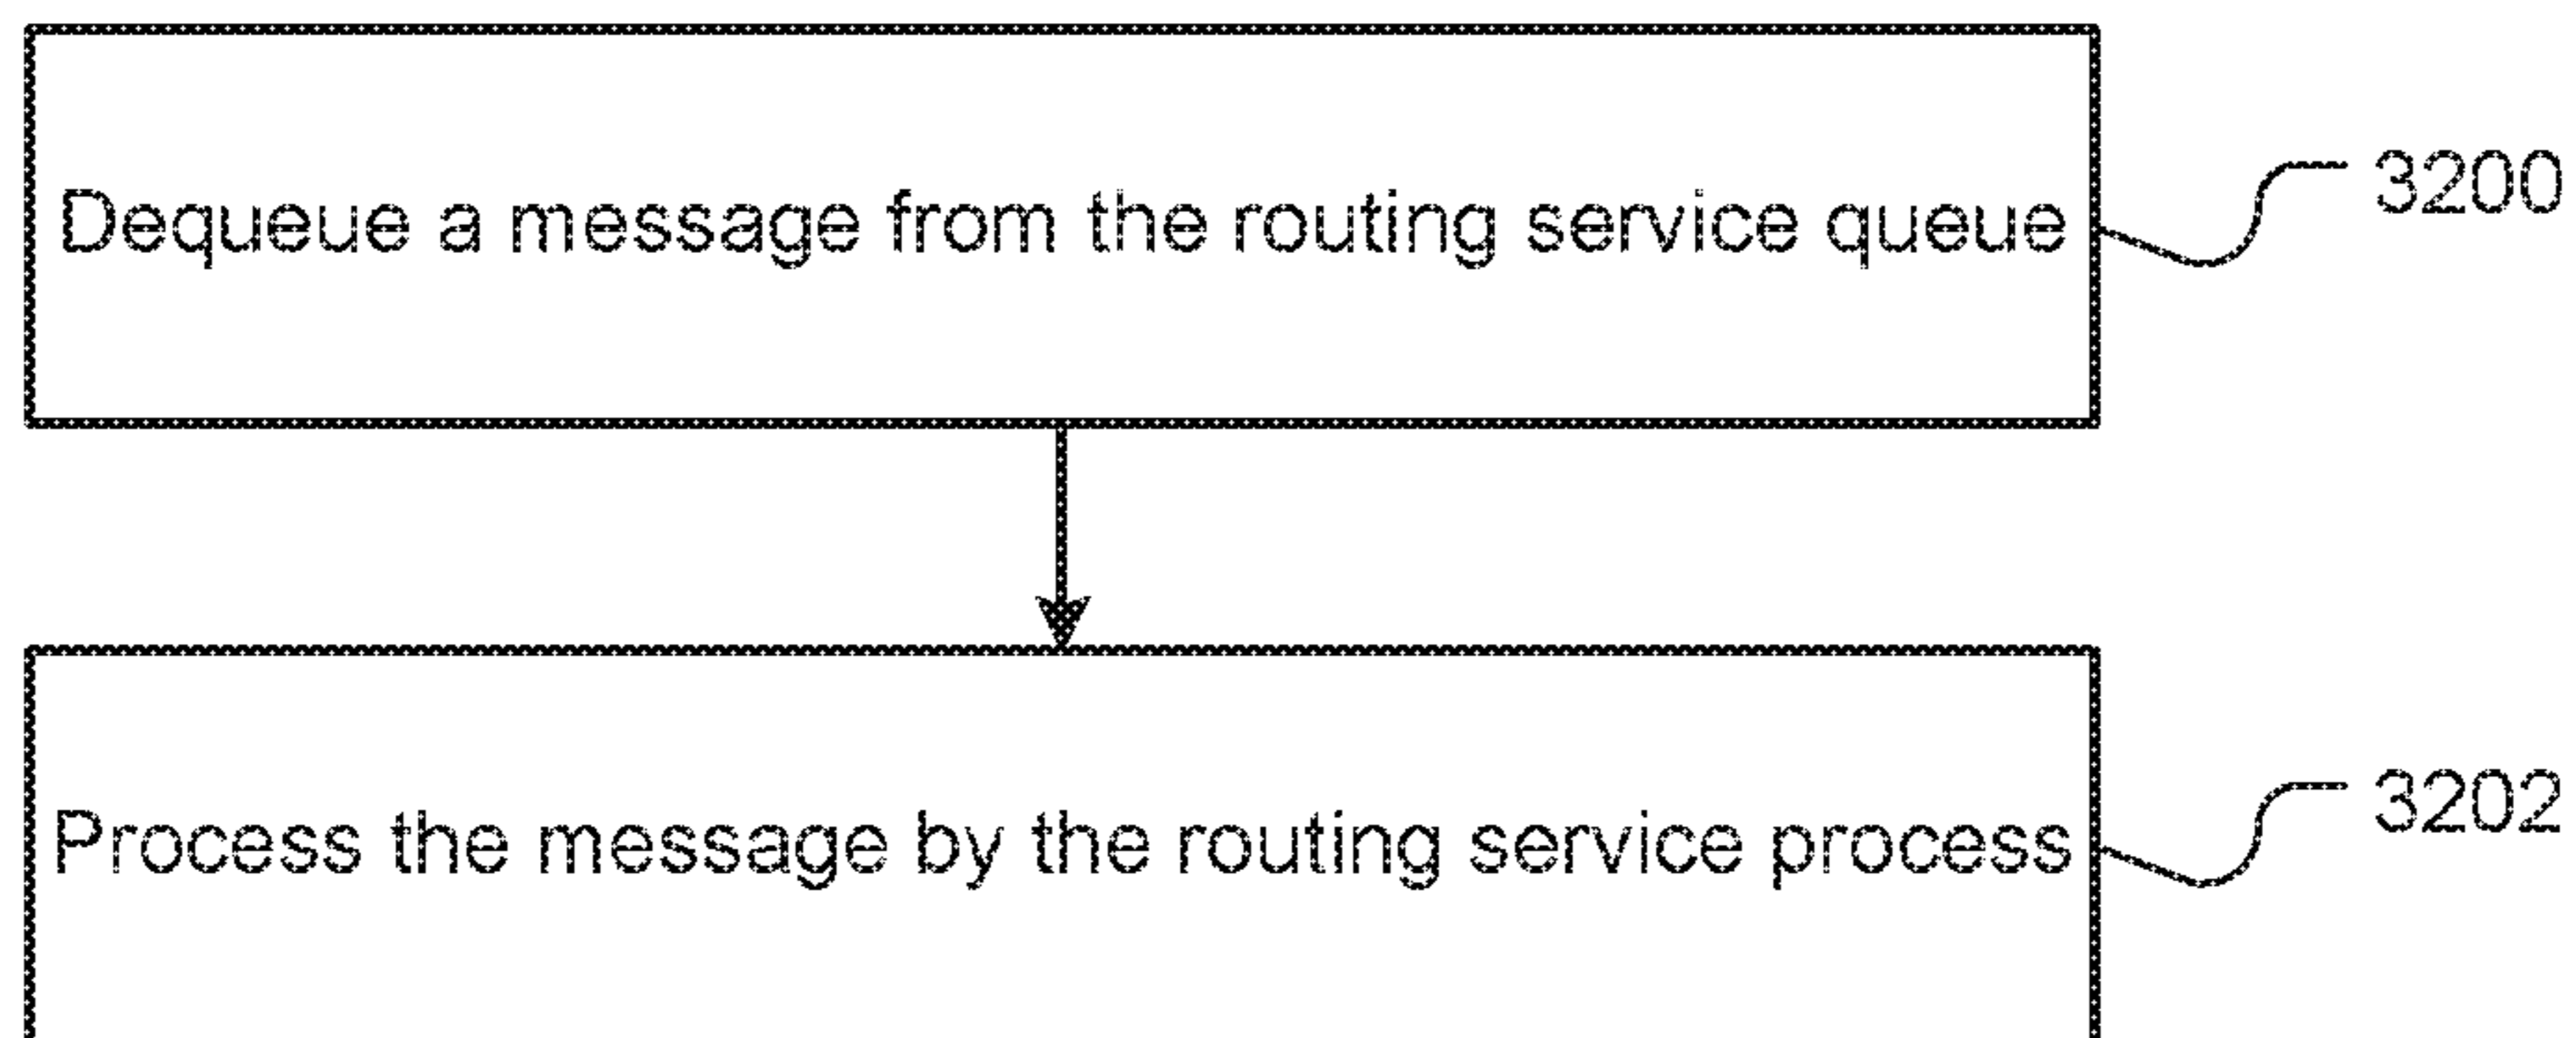 Dequeue a message from the routing service queue
3200
Process the message by the routing service process
3202